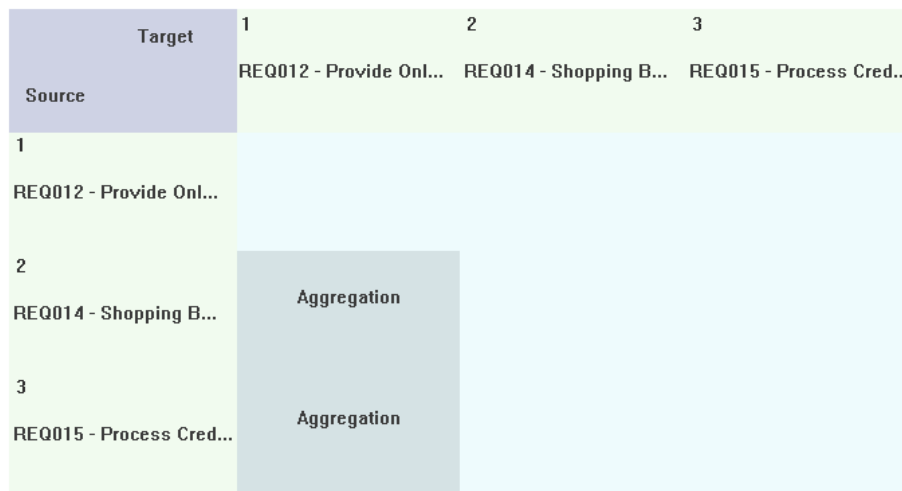 Target
Source
1
REQ012 - Provide Onl...
2
REQ014 - Shopping B...
3
REQ015 - Process Cred..
1
REQ012 - Provide Onl...
2
REQ014 - Shopping B...
Aggregation
3
REQ015 - Process Cred...
Aggregation